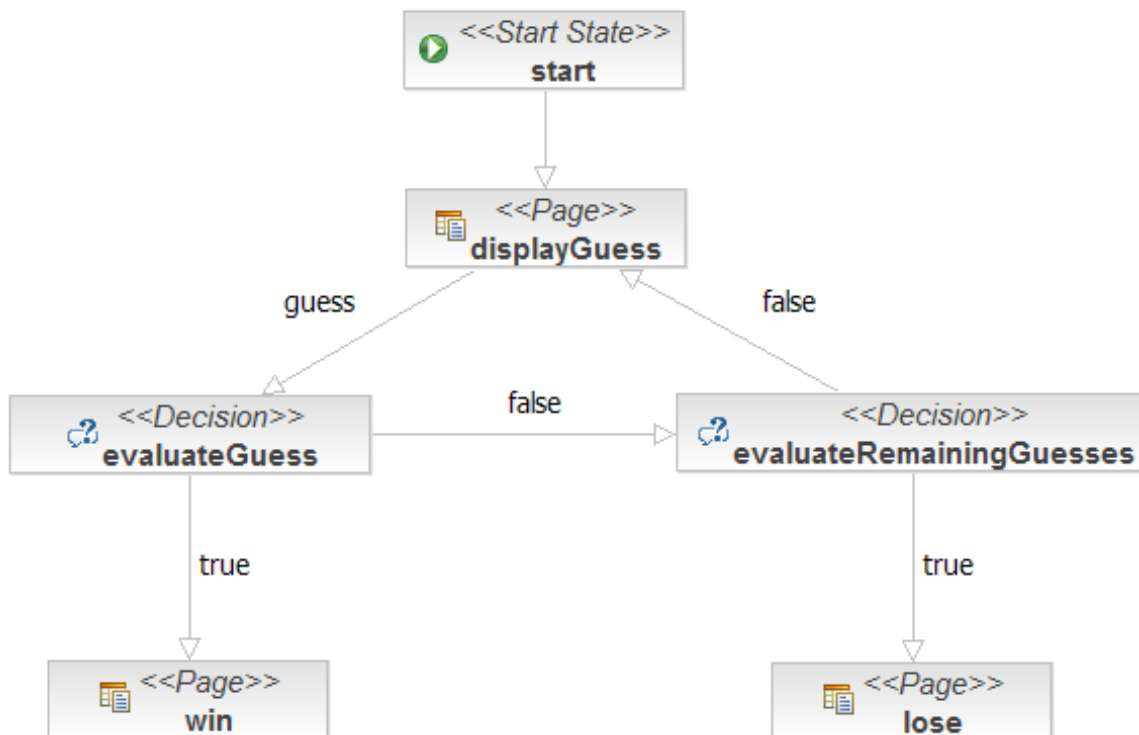 <<Start State>>
start
<<Page>>
displayGuess
guess
false
<<Decision>>
evaluateGuess
false
<<Decision>>
evaluateRemainingGuesses
true
true
<<Page>>
win
<<Page>>
lose